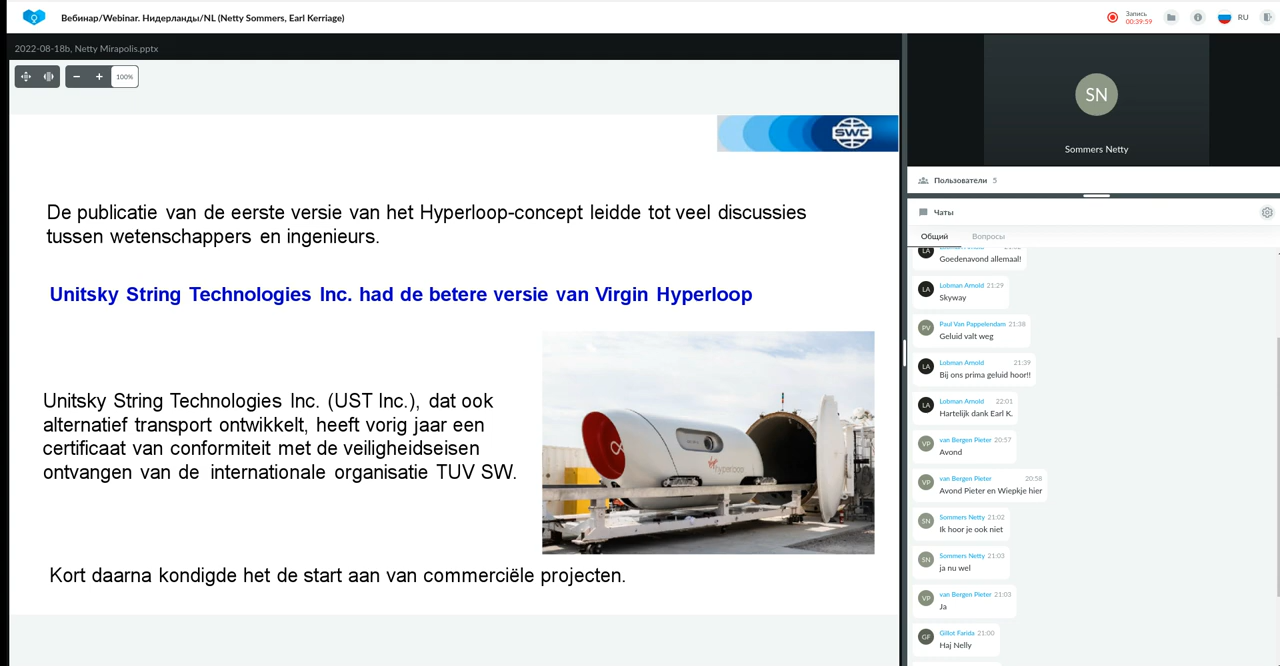 Вебинар/Webinar. Нидерланды/NL (Netty Sommers, Earl Kerriage)
Запись
00:39:59
RU
2022-08-18b, Netty Mirapolis.pptx
100%
SWC
De publicatie van de eerste versie van het Hyperloop-concept leidde tot veel discussies
tussen wetenschappers en ingenieurs.
Unitsky String Technologies Inc. had de betere versie van Virgin Hyperloop
Unitsky String Technologies Inc. (UST Inc.), dat ook
alternatief transport ontwikkelt, heeft vorig jaar een
certificaat van conformiteit met de veiligheidseisen
ontvangen van de internationale organisatie TUV SW.
hyperloop
Kort daarna kondigde het de start aan van commerciële projecten.
SN
Sommers Netty
Пользователи 5
Чаты
Общий Вопросы
LA
Goedenavond allemaal!
LA
Lobman Arnold 21:29
Skyway
PV
Paul Van Pappelendam 21:38
Geluid valt weg
LA
Lobman Arnold 21:39
Bij ons prima geluid hoor!!
LA
Lobman Arnold 22:01
Hartelijk dank Earl K.
VP
van Bergen Pieter 20:57
Avond
VP
van Bergen Pieter 20:58
Avond Pieter en Wiepkje hier
SN
Sommers Netty 21:02
Ik hoor je ook niet
SN
Sommers Netty 21:03
ja nu wel
VP
van Bergen Pieter 21:03
Ja
GF
Gillot Farida 21:00
Haj Nelly